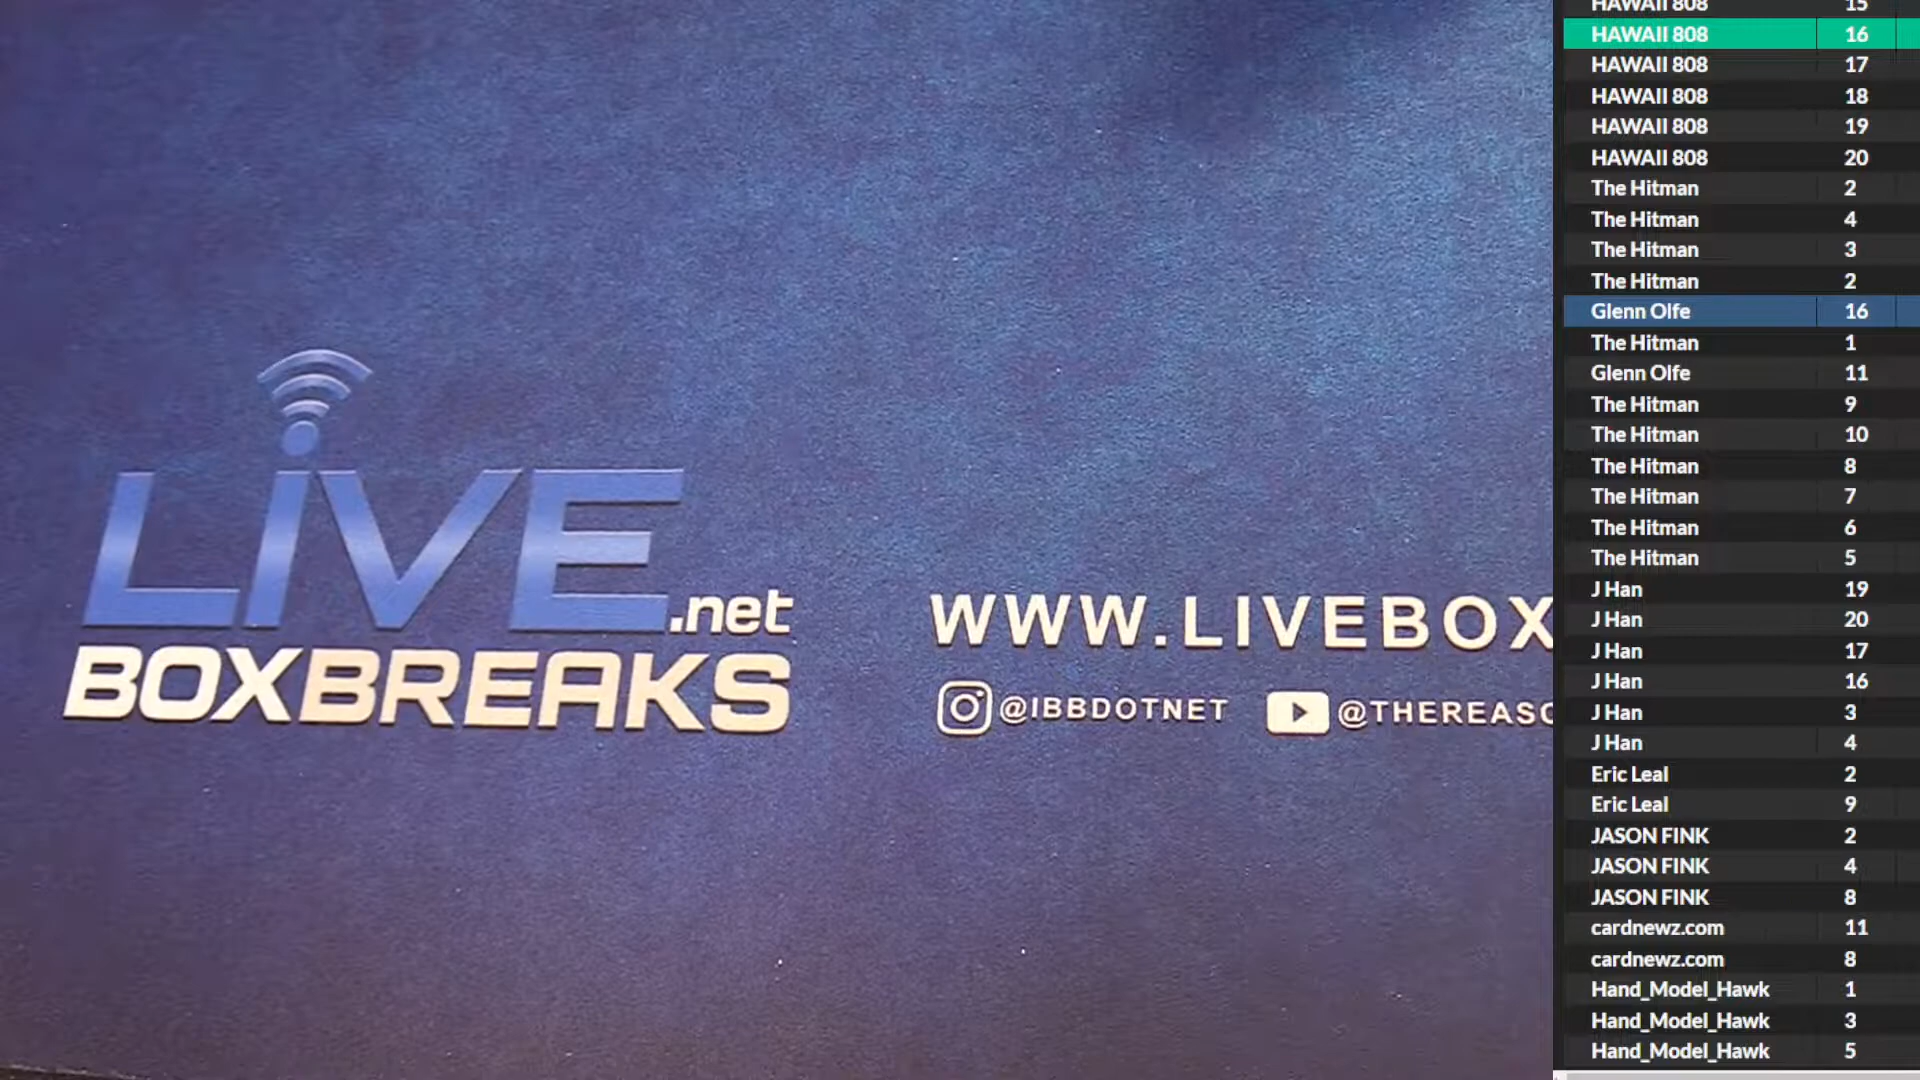 LiVE.net
BOXBREAKS
WWW.LIVEBOX
@IBBDOTNET @THEREASO
HAWAII 808 15
HAWAII 808 16
HAWAII 808 17
HAWAII 808 18
HAWAII 808 19
HAWAII 808 20
The Hitman 2
The Hitman 4
The Hitman 3
The Hitman 2
Glenn Olfe 16
The Hitman 1
Glenn Olfe 11
The Hitman 9
The Hitman 10
The Hitman 8
The Hitman 7
The Hitman 6
The Hitman 5
J Han 19
J Han 20
J Han 17
J Han 16
J Han 3
J Han 4
Eric Leal 2
Eric Leal 9
JASON FINK 2
JASON FINK 4
JASON FINK 8
cardnewz.com 11
cardnewz.com 8
Hand_Model_Hawk 1
Hand_Model_Hawk 3
Hand_Model_Hawk 5